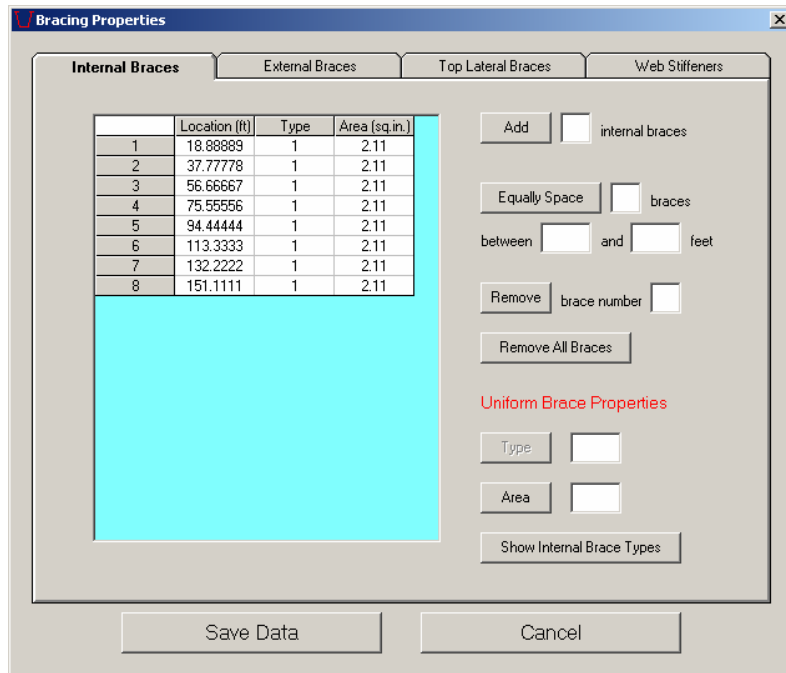 Bracing Properties
Internal Braces External Braces Top Lateral Braces Web Stiffeners
Location (ft) Type Area (sq.in.)
1 18.88889 1 2.11
2 37.77778 1 2.11
3 56.66667 1 2.11
4 75.55556 1 2.11
5 94.44444 1 2.11
6 113.3333 1 2.11
7 132.2222 1 2.11
8 151.1111 1 2.11
Add internal braces
Equally Space braces
between and feet
Remove brace number
Remove All Braces
Uniform Brace Properties
Type
Area
Show Internal Brace Types
Save Data Cancel